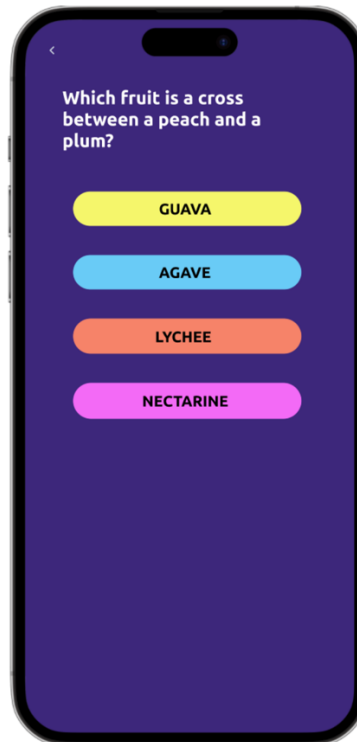 Which fruit is a cross
between a peach and a
plum?
GUAVA
AGAVE
LYCHEE
NECTARINE